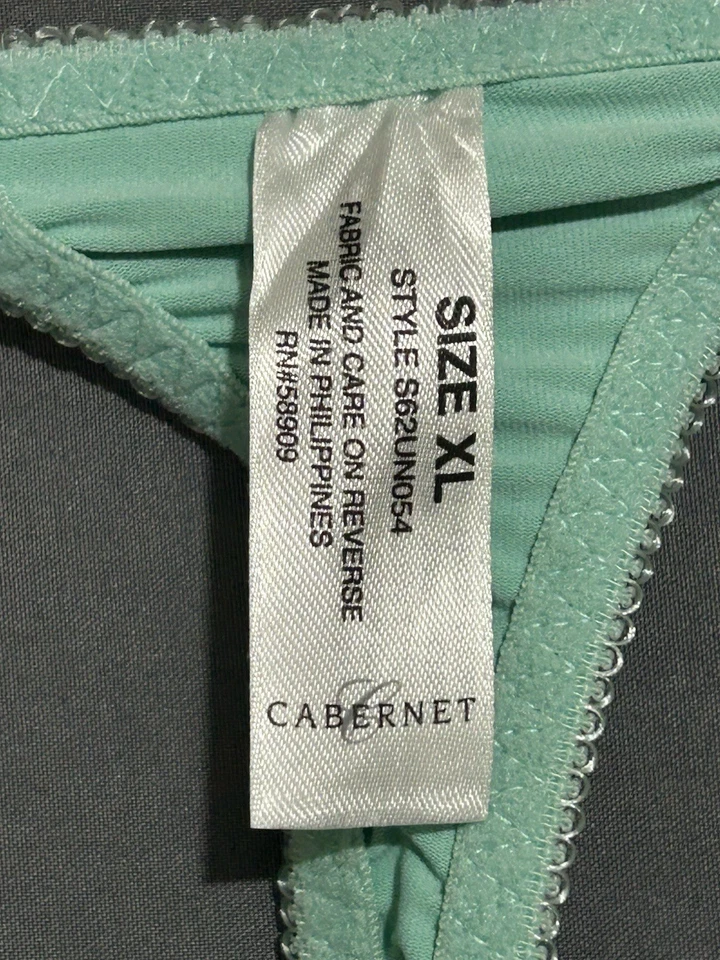 SIZE XL
STYLE S62UN054
FABRIC AND CARE ON REVERSE
MADE IN PHILIPPINES
RN#58909
CABERNET